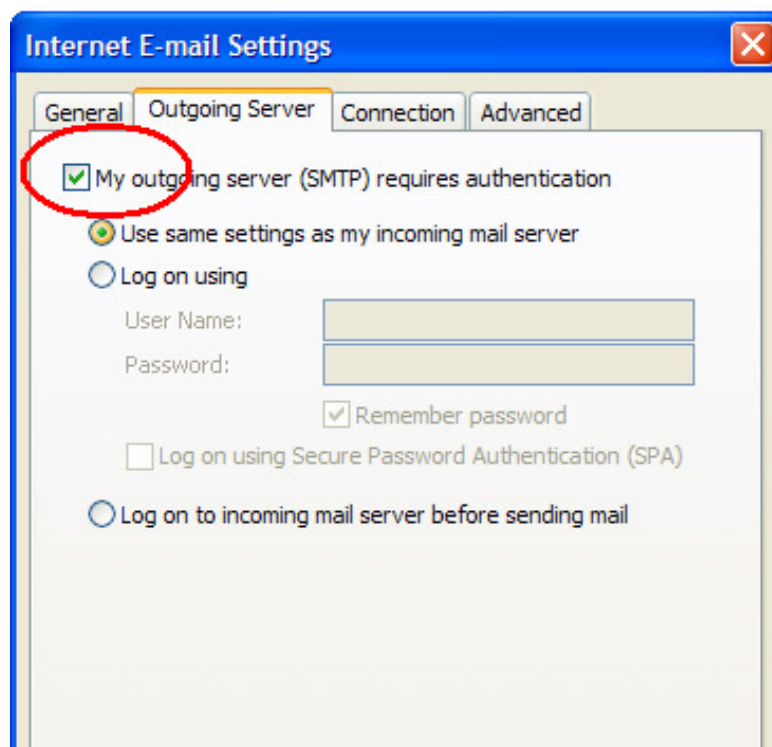 Internet E-mail Settings
General Outgoing Server Connection Advanced
My outgoing server (SMTP) requires authentication
Use same settings as my incoming mail server
Log on using
User Name:
Password:
Remember password
Log on using Secure Password Authentication (SPA)
Log on to incoming mail server before sending mail